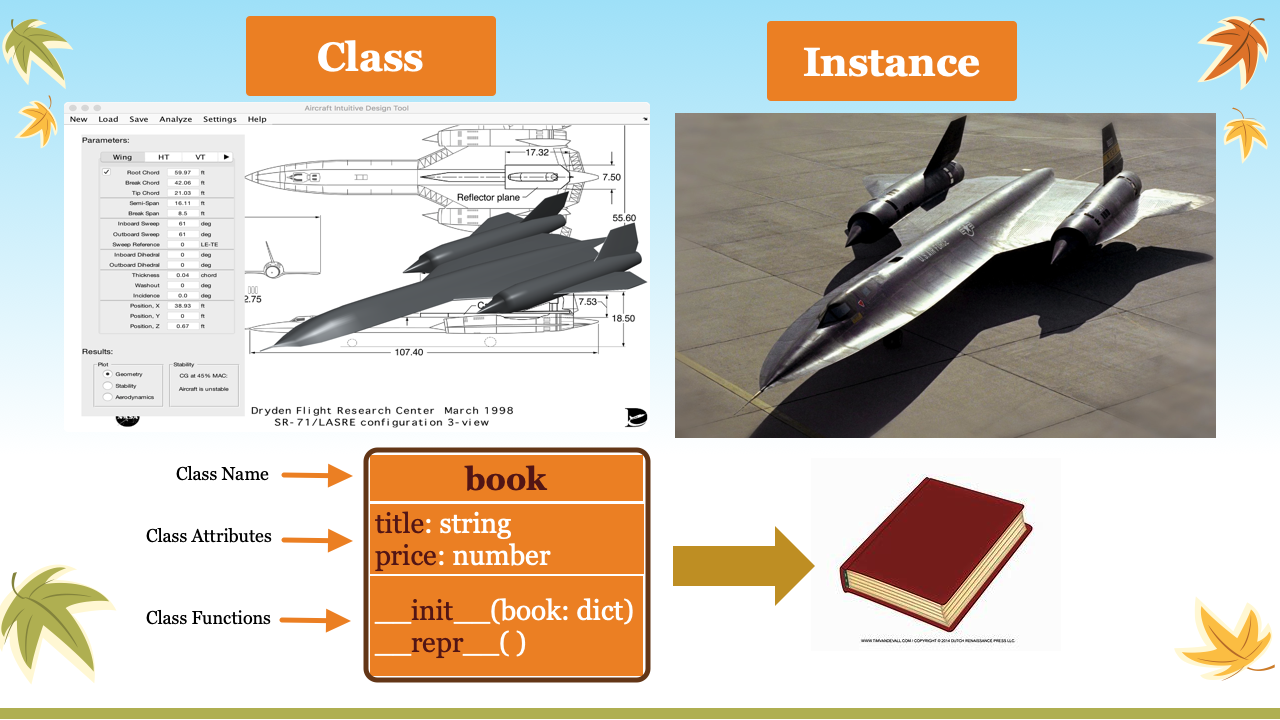 Class
Instance
Aircraft Intuitive Design Tool
New Load Save Analyze Settings Help
Parameters:
Wing HT VT
Root Chord 59.97 ft
Break Chord 42.06 ft
Tip Chord 21.03 ft
Semi-Span 16.11 ft
Break Span 8.5 ft
Inboard Sweep 61 deg
Outboard Sweep 61 deg
Sweep Reference 0 LE-TE
Inboard Dihedral 0 deg
Outboard Dihedral 0 deg
Thickness 0.04 chord
Washout 0 deg
Incidence 0.0 deg
Position, X 38.93 ft
Position, Y 0 ft
Position, Z 0.67 ft
Results:
Plot
Geometry
Stability
Aerodynamics
Stability
CG at 45% MAC:
Aircraft is unstable
17.32
7.50
Reflector plane
55.60
2.75
7.53
18.50
107.40
Dryden Flight Research Center March 1998
SR-71/LASRE configuration 3-view
Class Name
book
Class Attributes
title: string
price: number
Class Functions
___init___(book: dict)
___repr___( )
WWW.TIMVANDEVALL.COM | COPYRIGHT © 2014 DUTCH RENAISSANCE PRESS LLC.